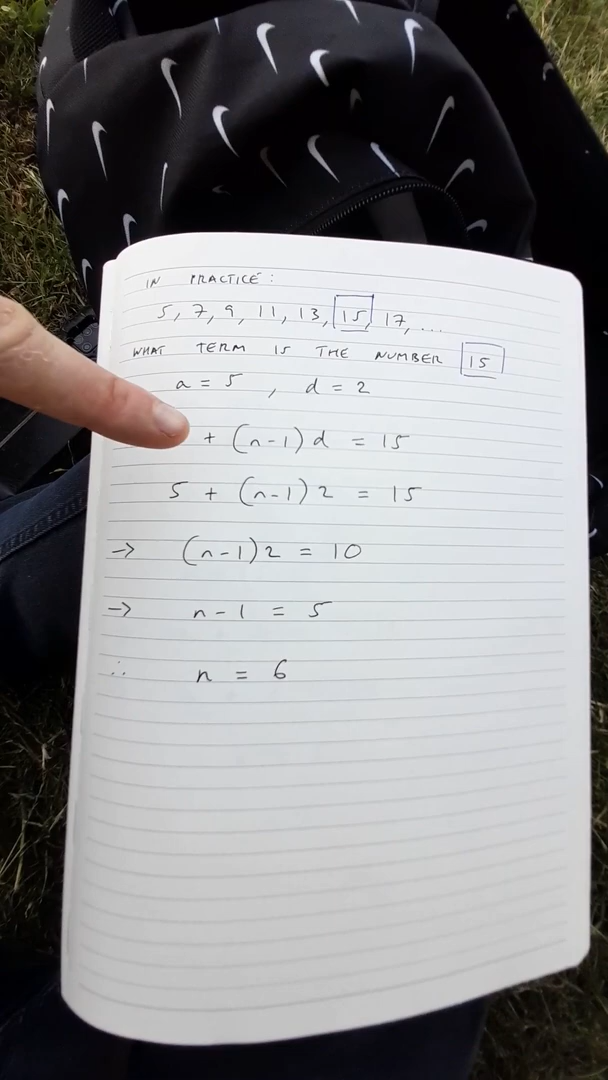 IN PRACTICE:
5, 7, 9, 11, 13, 15, 17, ...
WHAT TERM IS THE NUMBER 15
a = 5 , d = 2
+ (n-1) d = 15
5 + (n-1) 2 = 15
→ (n-1) 2 = 10
→ n - 1 = 5
∴ n = 6